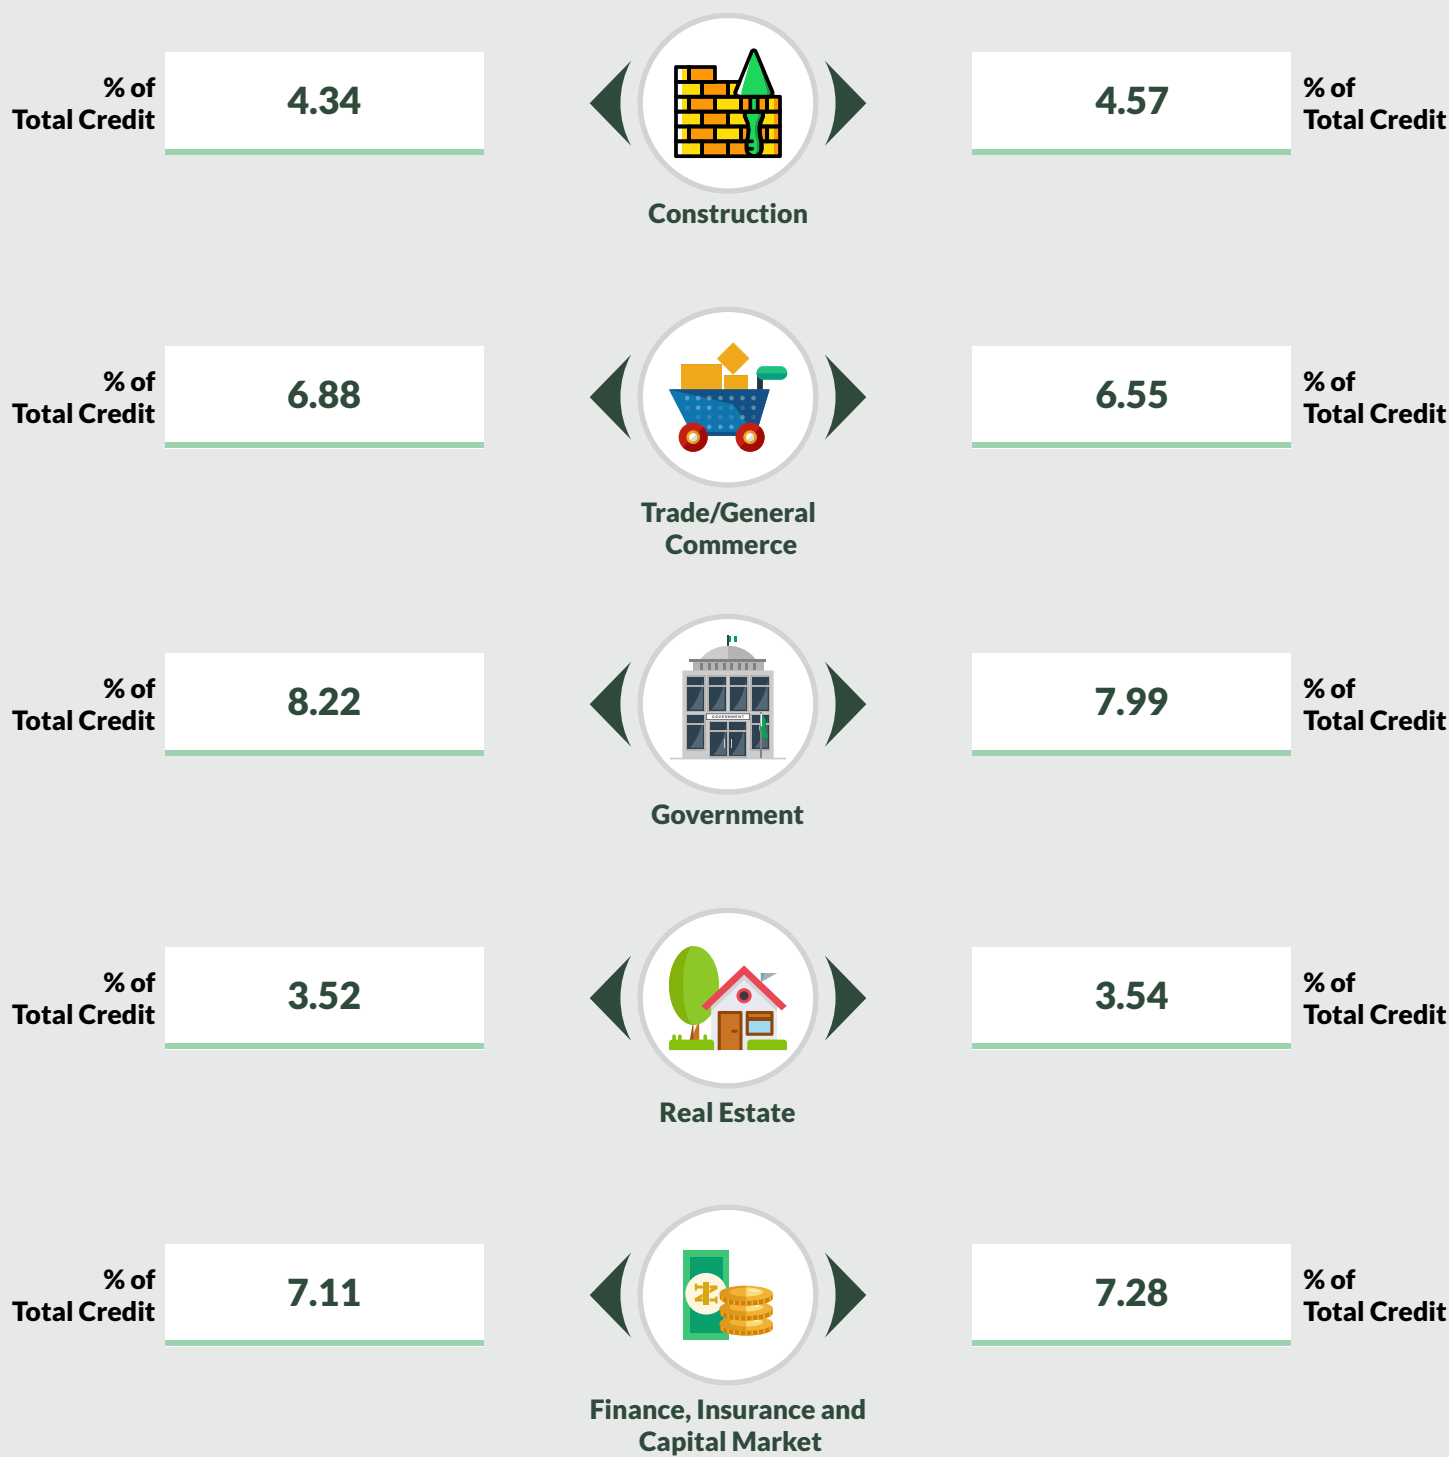 % of
Total Credit
4.34
4.57
% of
Total Credit
Construction
% of
Total Credit
6.88
6.55
% of
Total Credit
Trade/General
Commerce
% of
Total Credit
8.22
GOVERNMENT
7.99
% of
Total Credit
Government
% of
Total Credit
3.52
3.54
% of
Total Credit
Real Estate
% of
Total Credit
7.11
₦
7.28
% of
Total Credit
Finance, Insurance and
Capital Market